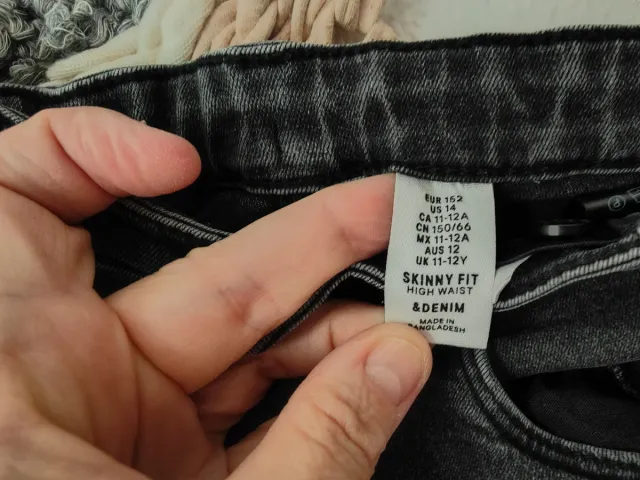 EUR 152
US 14
CA 11-12A
CN 150/66
MX 11-12A
AUS 12
UK 11-12Y
SKINNY FIT
HIGH WAIST
&DENIM
MADE IN
BANGLADESH